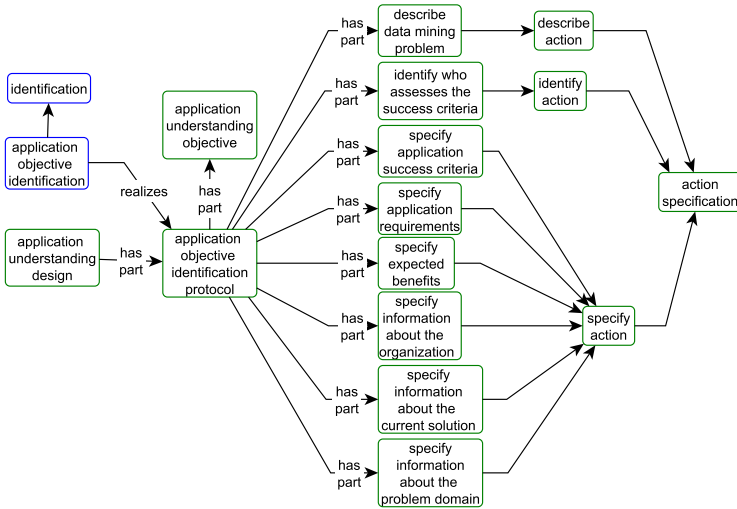 identification
application
objective
identification
realizes
application
understanding
design
has
part
application
understanding
objective
has
part
application
objective
identification
protocol
has
part
describe
data mining
problem
describe
action
has
part
identify who
assesses the
success criteria
identify
action
has
part
specify
application
success criteria
has
part
specify
application
requirements
has
part
specify
expected
benefits
has
part
specify
information
about the
organization
has
part
specify
information
about the
current solution
has
part
specify
information
about the
problem domain
specify
action
action
specification